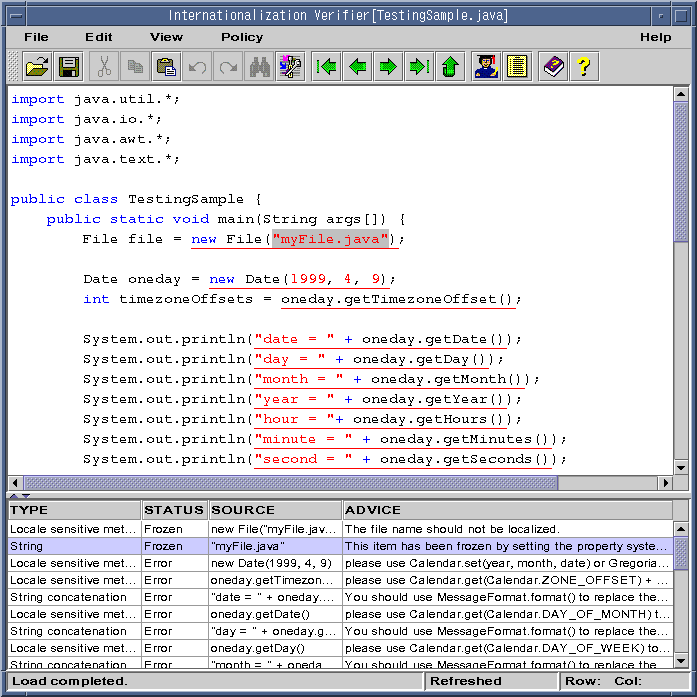 Internationalization Verifier[TestingSample.java]
File Edit View Policy Help
import java.util.*;
import java.io.*;
import java.awt.*;
import java.text.*;
public class TestingSample {
public static void main(String args[]) {
File file = new File("myFile.java");
Date oneday = new Date(1999, 4, 9);
int timezoneOffsets = oneday.getTimezoneOffset();
System.out.println("date = " + oneday.getDate());
System.out.println("day = " + oneday.getDay());
System.out.println("month = " + oneday.getMonth());
System.out.println("year = " + oneday.getYear());
System.out.println("hour = "+ oneday.getHours());
System.out.println("minute = " + oneday.getMinutes());
System.out.println("second = " + oneday.getSeconds());
TYPE STATUS SOURCE ADVICE
Locale sensitive met... Frozen new File("myFile.jav... The file name should not be localized.
String Frozen "myFile.java" This item has been frozen by setting the property syste...
Locale sensitive met... Error new Date(1999, 4, 9) please use Calendar.set(year, month, date) or Gregoria...
Locale sensitive met... Error oneday.getTimezon... please use Calendar.get(Calendar.ZONE_OFFSET) + ...
String concatenation Error "date = " + oneday.... You should use MessageFormat.format() to replace the...
Locale sensitive met... Error oneday.getDate() please use Calendar.get(Calendar.DAY_OF_MONTH) t...
String concatenation Error "day = " + oneday.g... You should use MessageFormat.format() to replace the...
Locale sensitive met... Error oneday.getDay() please use Calendar.get(Calendar.DAY_OF_WEEK) to...
String concatenation Error "month = " + oneda... You should use MessageFormat.format() to replace the...
Load completed. Refreshed Row: Col: